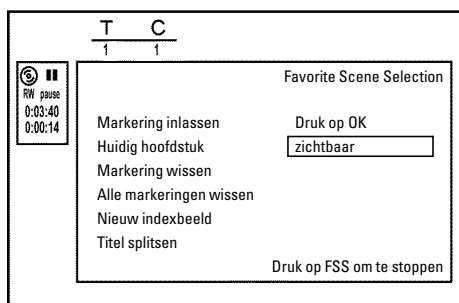 T C
1 1
RW pause
0:03:40
0:00:14
Favorite Scene Selection
Markering inlassen Druk op OK
Huidig hoofdstuk zichtbaar
Markering wissen
Alle markeringen wissen
Nieuw indexbeeld
Titel splitsen
Druk op FSS om te stoppen